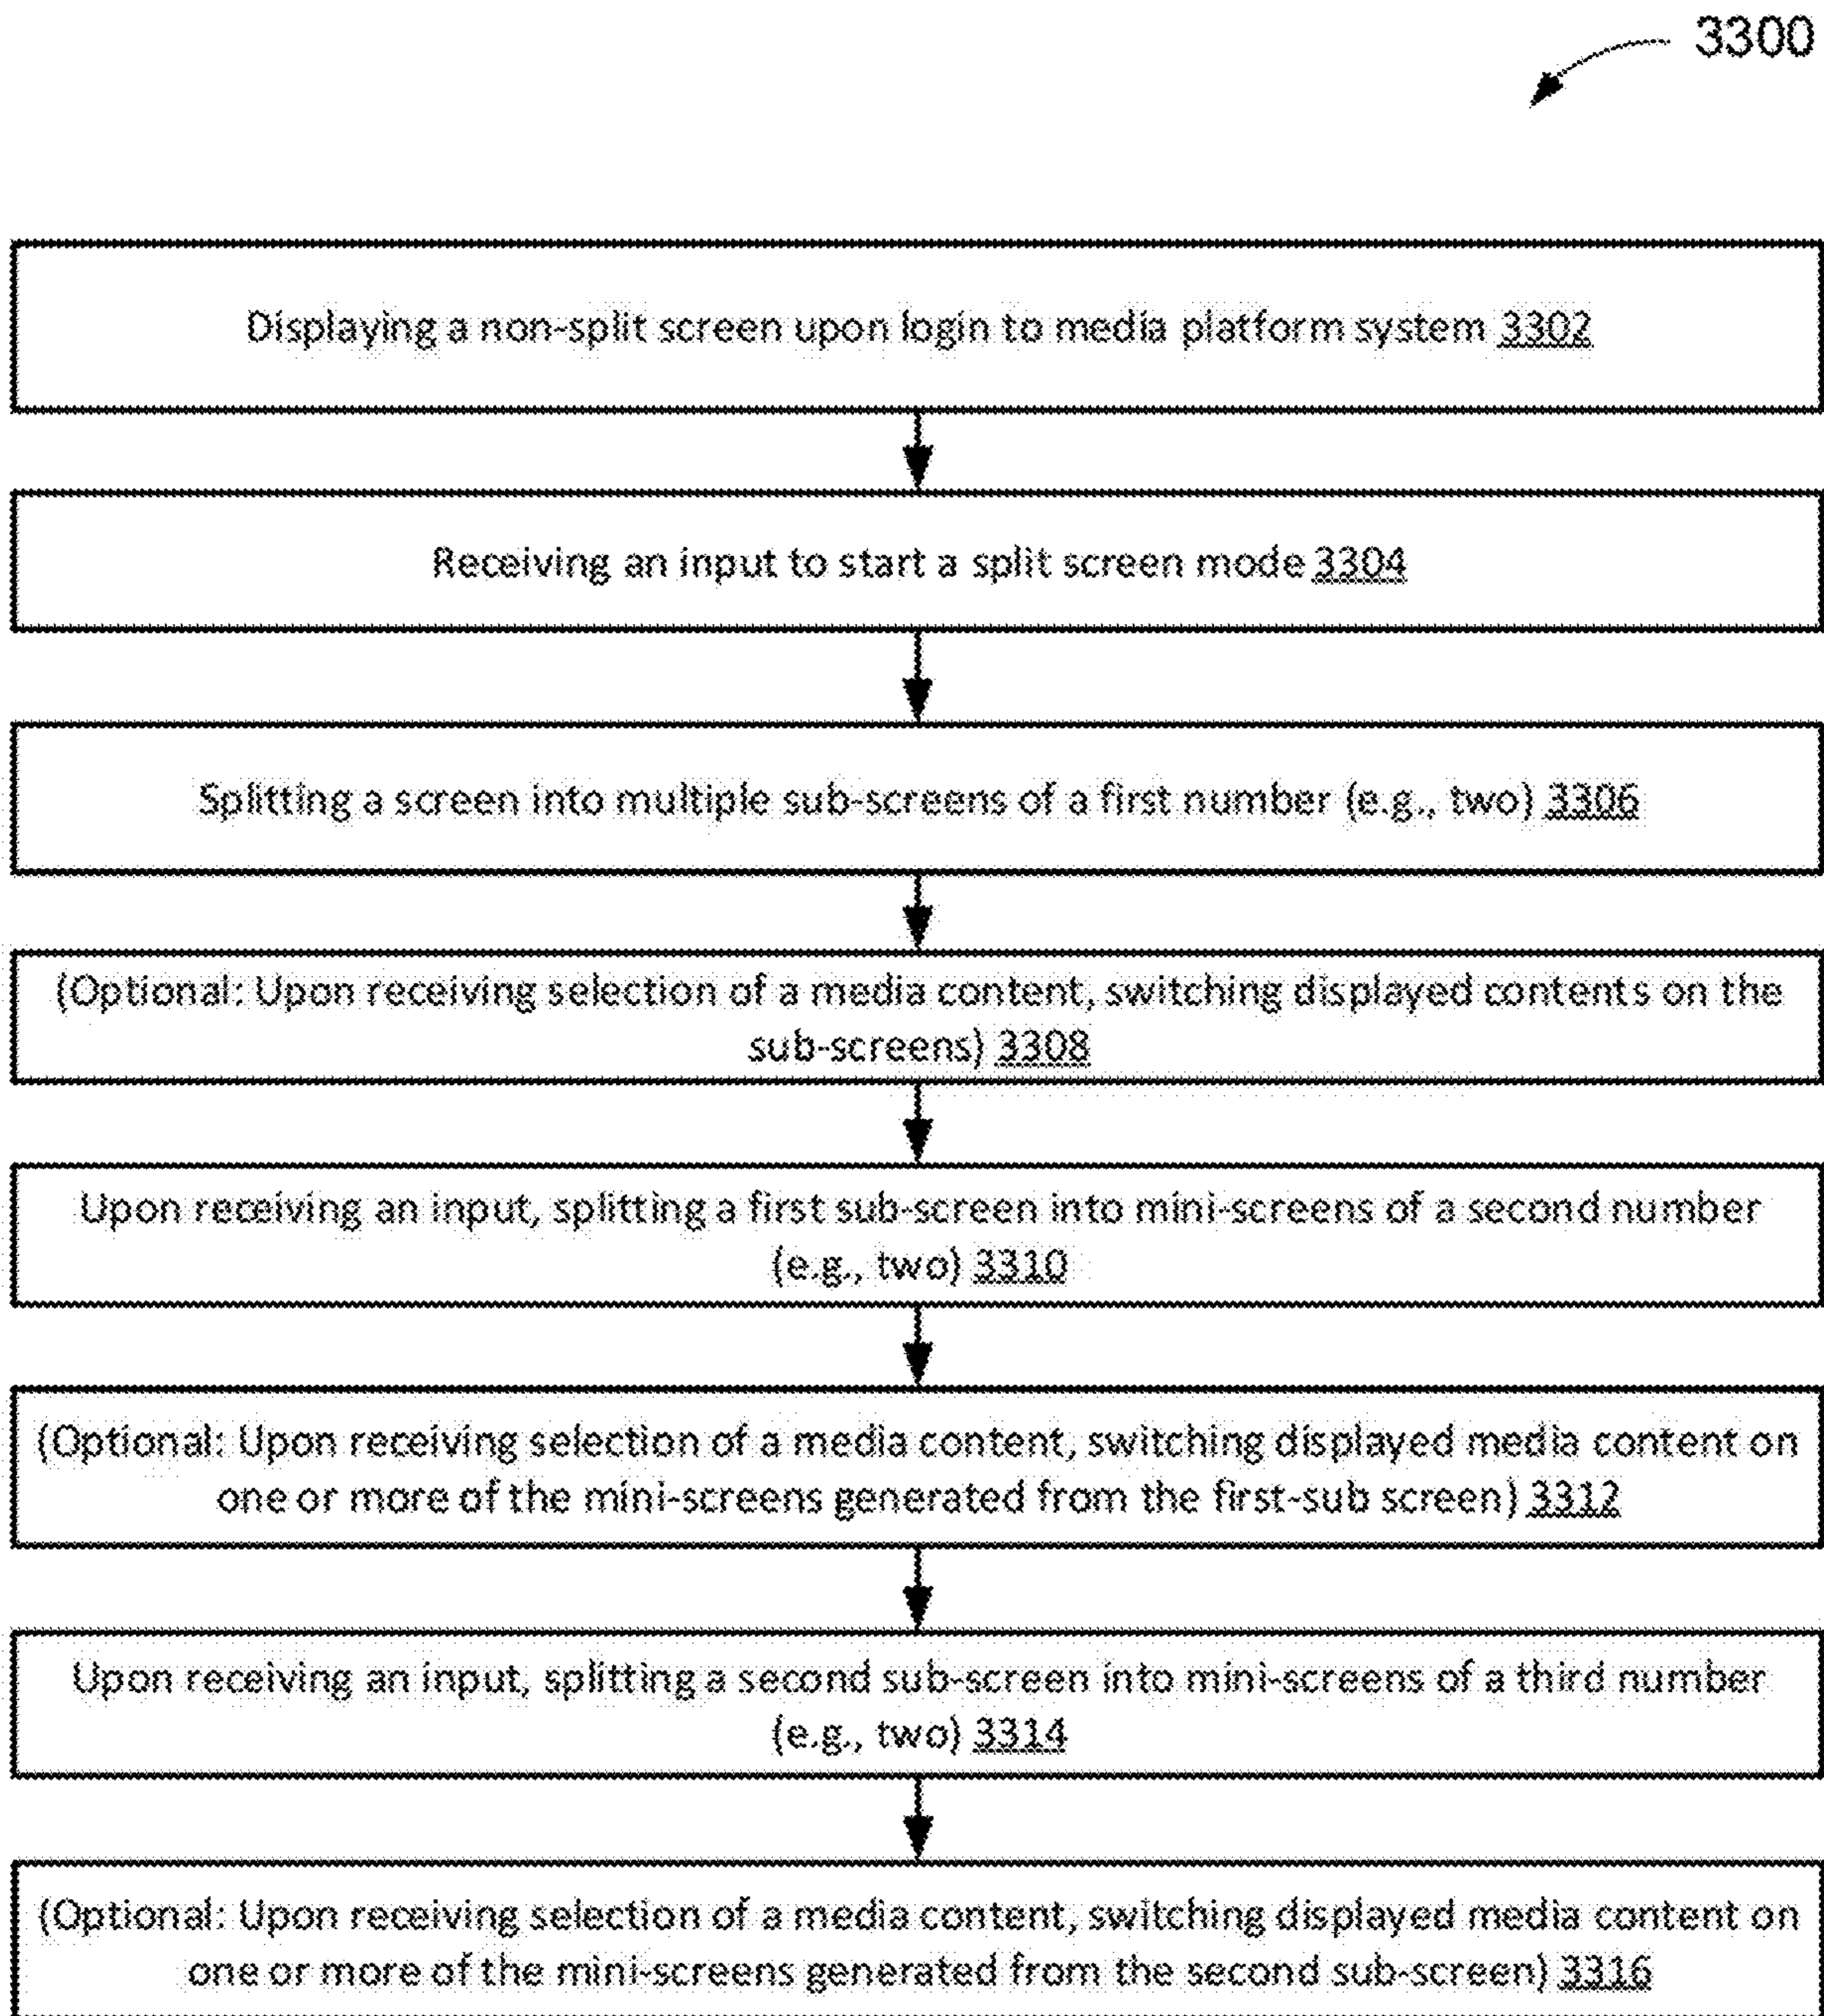 3300
Displaying a non-split screen upon login to media platform system 3302
Receiving an input to start a split screen mode 3304
Splitting a screen into multiple sub-screens of a first number (e.g., two) 3306
(Optional: Upon receiving selection of a media content, switching displayed contents on the
sub-screens) 3308
Upon receiving an input, splitting a first sub-screen into mini-screens of a second number
(e.g., two) 3310
(Optional: Upon receiving selection of a media content, switching displayed media content on
one or more of the mini-screens generated from the first-sub screen) 3312
Upon receiving an input, splitting a second sub-screen into mini-screens of a third number
(e.g., two) 3314
(Optional: Upon receiving selection of a media content, switching displayed media content on
one or more of the mini-screens generated from the second sub-screen) 3316